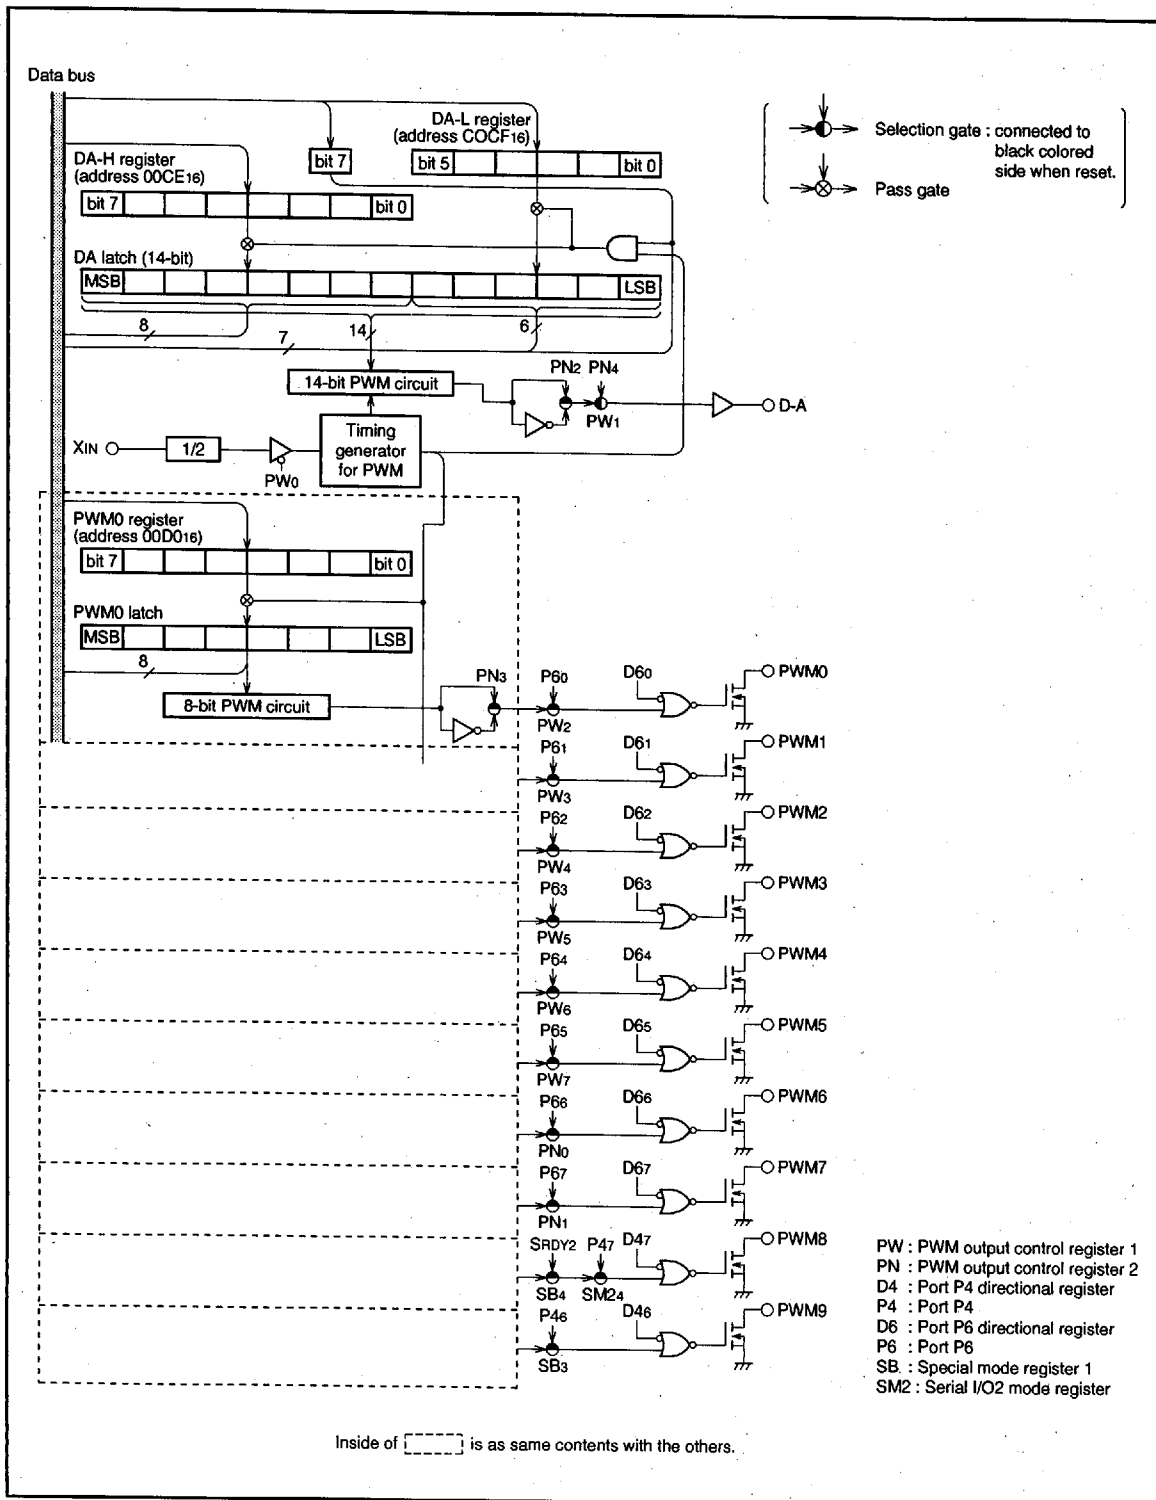 Data bus
DA-L register
(address COCF16)
DA-H register
(address 00CE16)
bit 7
bit 5
bit 0
bit 7
bit 0
Selection gate : connected to
black colored
side when reset.
Pass gate
DA latch (14-bit)
MSB
LSB
8
14
6
7
14-bit PWM circuit
PN2
PN4
PW1
D-A
XIN
1/2
PW0
Timing
generator
for PWM
PWM0 register
(address 00D016)
bit 7
bit 0
PWM0 latch
MSB
LSB
8
8-bit PWM circuit
PN3
P60
PW2
D60
PWM0
P61
PW3
D61
PWM1
P62
PW4
D62
PWM2
P63
PW5
D63
PWM3
P64
PW6
D64
PWM4
P65
PW7
D65
PWM5
P66
PN0
D66
PWM6
P67
PN1
D67
PWM7
SRDY2
SB4
P47
SM24
D47
PWM8
P46
SB3
D46
PWM9
PW : PWM output control register 1
PN : PWM output control register 2
D4 : Port P4 directional register
P4 : Port P4
D6 : Port P6 directional register
P6 : Port P6
SB : Special mode register 1
SM2 : Serial I/O2 mode register
Inside of is as same contents with the others.